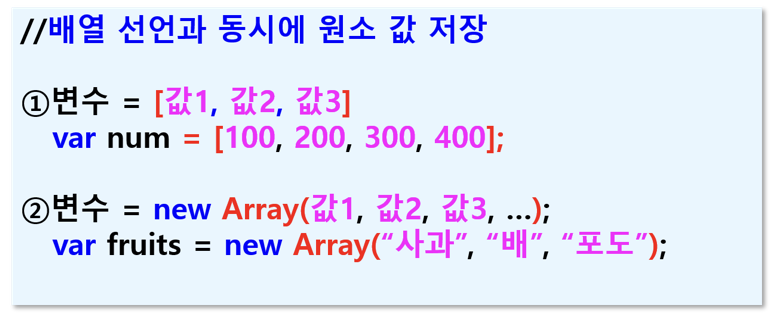 //배열 선언과 동시에 원소 값 저장
①변수 = [값1, 값2, 값3]
var num = [100, 200, 300, 400];
②변수 = new Array(값1, 값2, 값3, …);
var fruits = new Array(“사과”, “배”, “포도”);